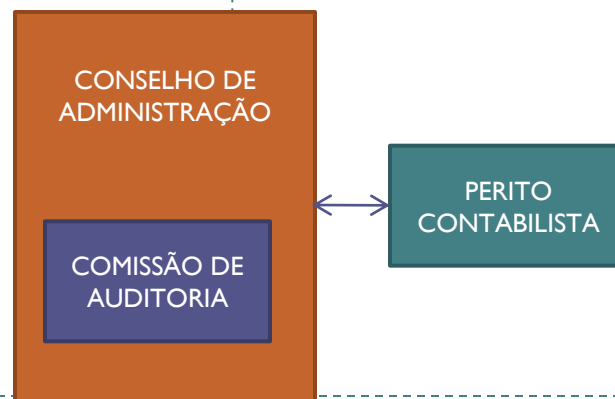 CONSELHO DE
ADMINISTRAÇÃO
PERITO
CONTABILISTA
COMISSÃO DE
AUDITORIA